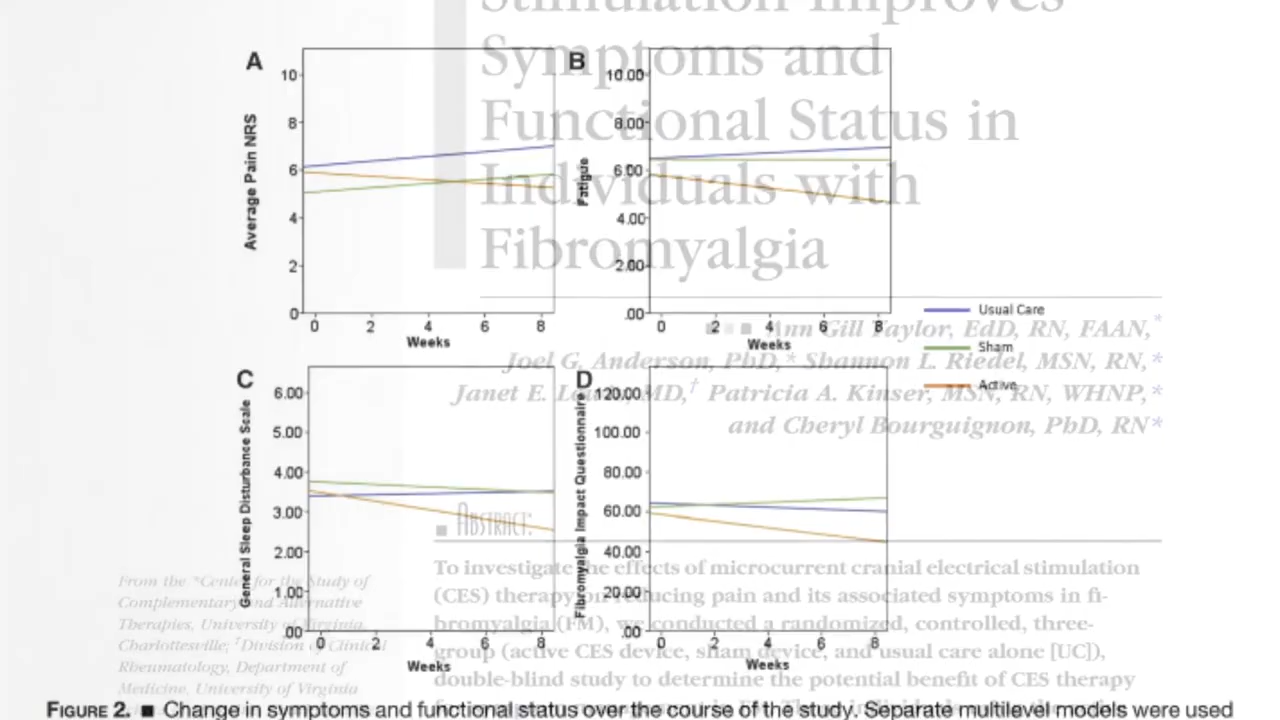 Stimulation Improves
Symptoms and
Functional Status in
Individuals with
Fibromyalgia
Ann Gill Taylor, EdD, RN, FAAN,*
Joel G. Anderson, PhD,* Shannon L. Riedel, MSN, RN,*
Janet E. MD,† Patricia A. Kinser, MSN, RN, WHNP,*
and Cheryl Bourguignon, PhD, RN*
ABSTRACT:
To investigate the effects of microcurrent cranial electrical stimulation
(CES) therapy on reducing pain and its associated symptoms in fi-
bromyalgia (FM), we conducted a randomized, controlled, three-
group (active CES device, sham device, and usual care alone [UC]),
double-blind study to determine the potential benefit of CES therapy
From the *Center for the Study of
Complementary and Alternative
Therapies, University of Virginia,
Charlottesville; †Division of Clinical
Rheumatology, Department of
Medicine, University of Virginia
A
Average Pain NRS
10
8
6
4
2
0
0 2 4 6 8
Weeks
B
Fatigue
10.00
8.00
6.00
4.00
2.00
.00
0 2 4 6 8
Weeks
Usual Care
Sham
Active
C
General Sleep Disturbance Scale
6.00
5.00
4.00
3.00
2.00
1.00
.00
0 2 4 6 8
Weeks
D
Fibromyalgia Impact Questionnaire
120.00
100.00
80.00
60.00
40.00
20.00
.00
0 2 4 6 8
Weeks
FIGURE 2. ■ Change in symptoms and functional status over the course of the study. Separate multilevel models were used